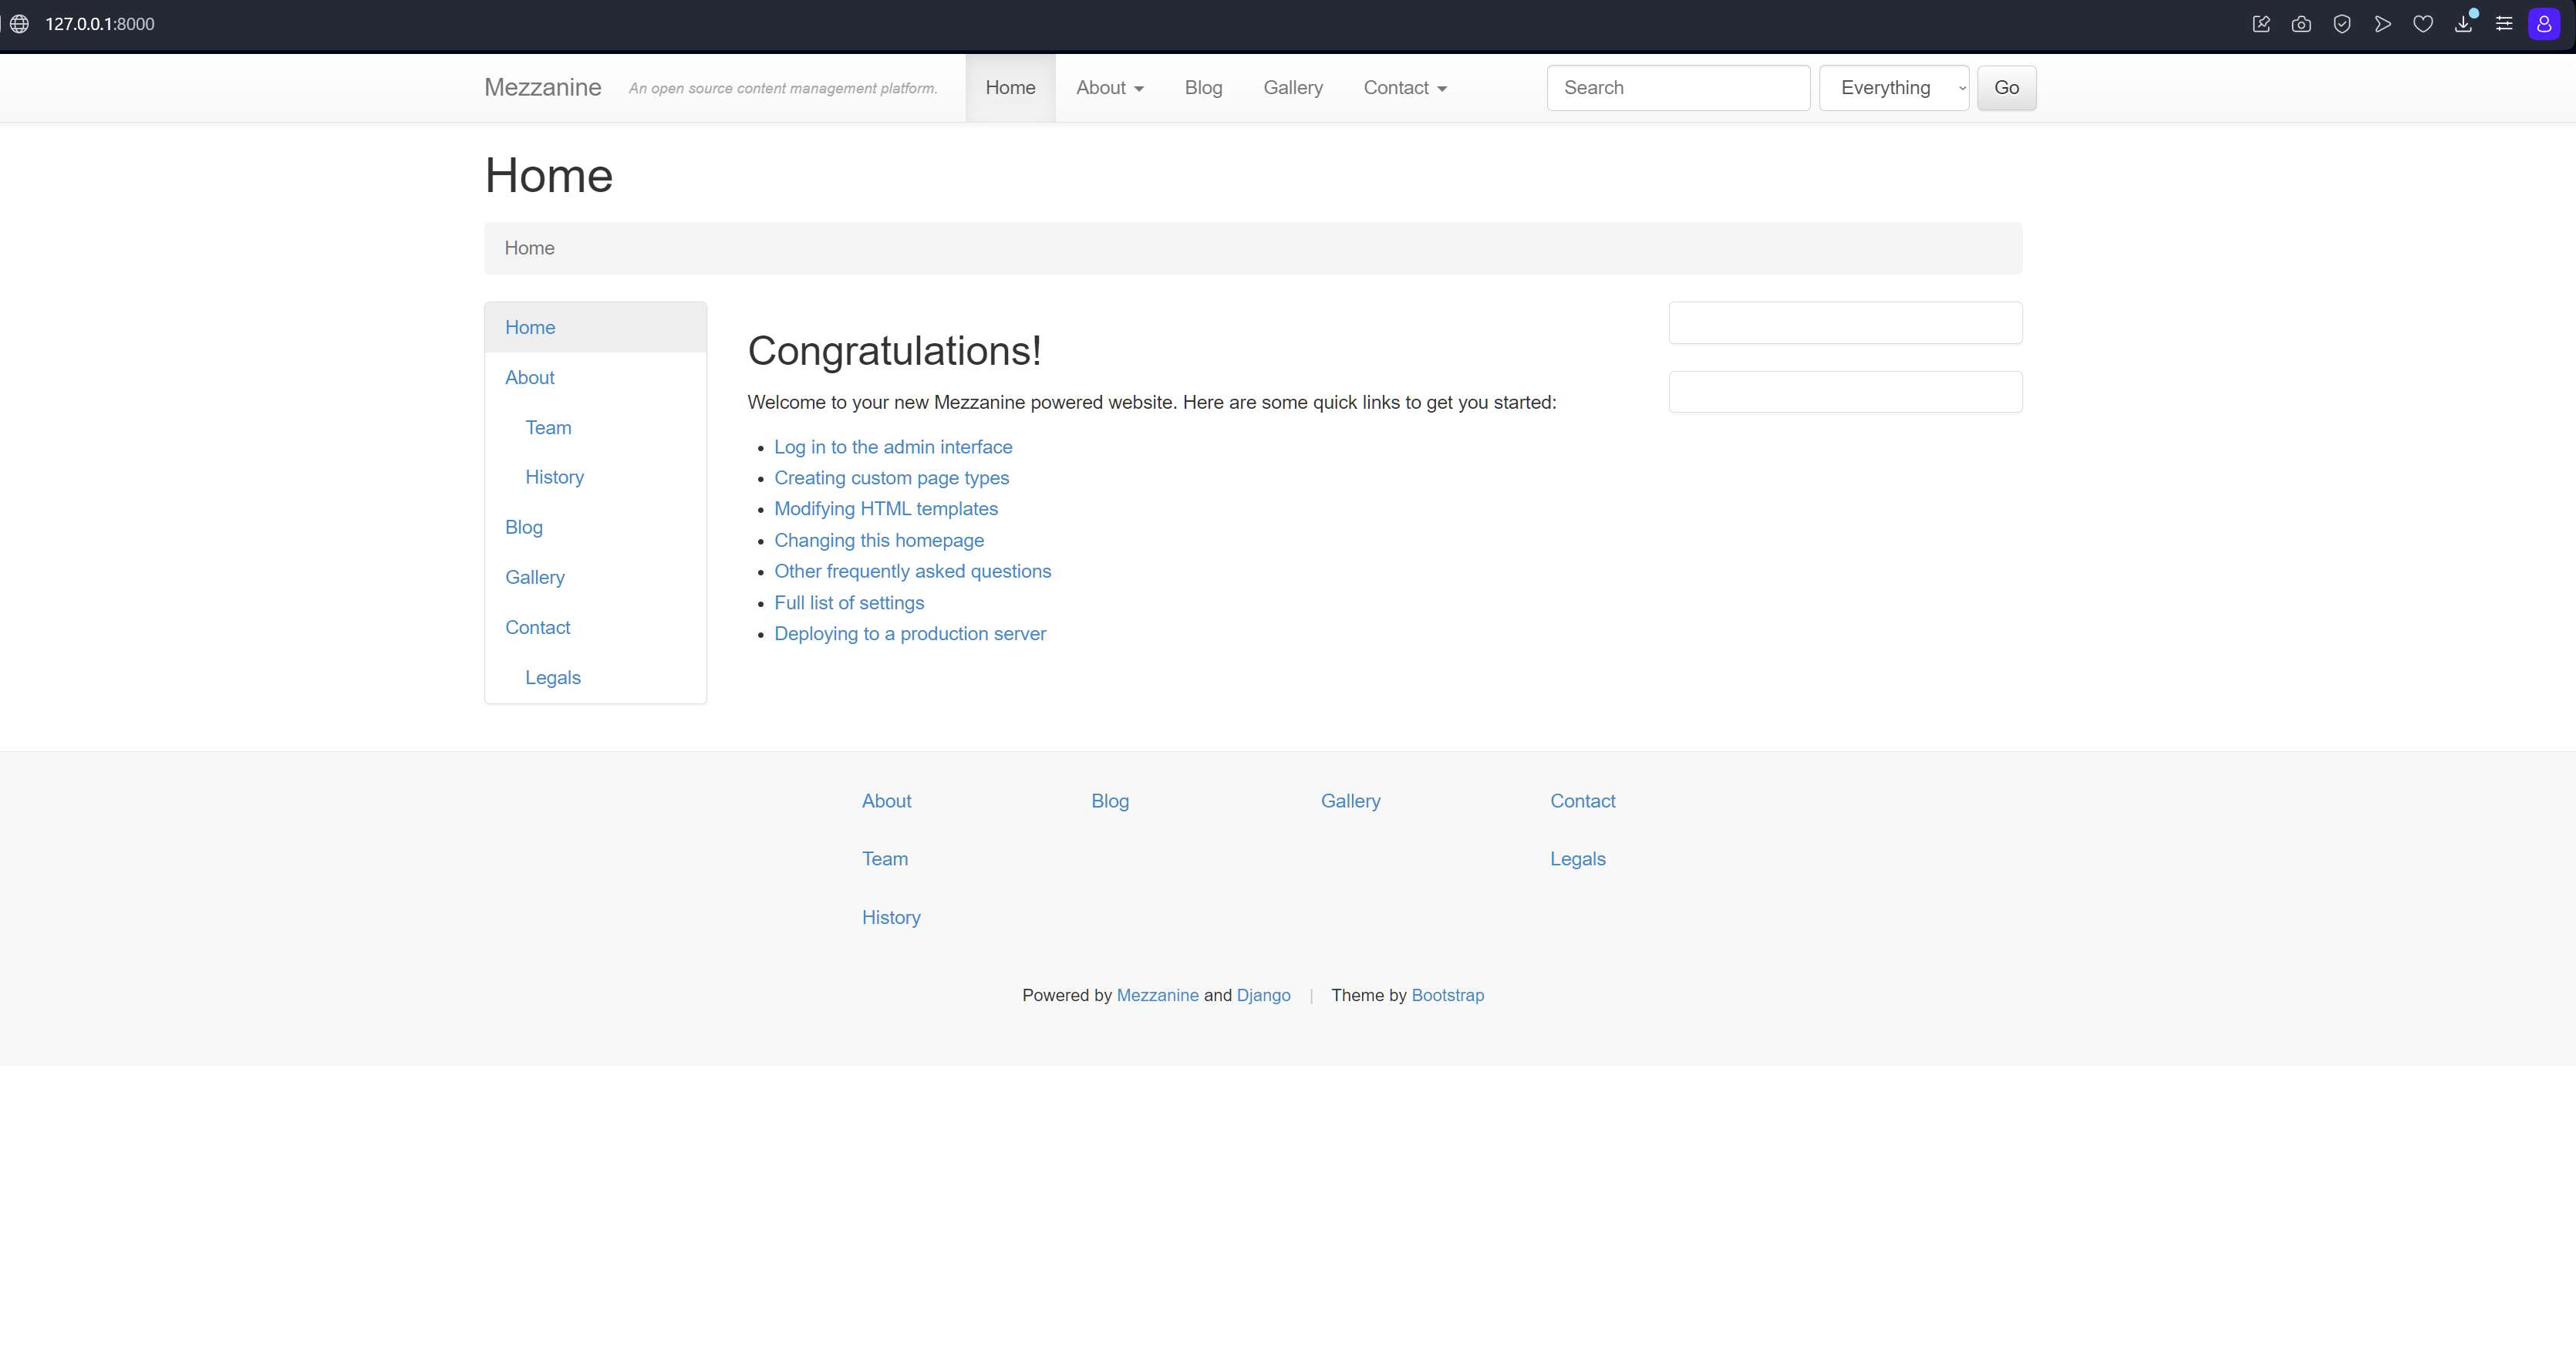 127.0.0.1:8000
Mezzanine An open source content management platform. Home About Blog Gallery Contact Search Everything Go
Home
Home
Home
About
Team
History
Blog
Gallery
Contact
Legals
Congratulations!
Welcome to your new Mezzanine powered website. Here are some quick links to get you started:
• Log in to the admin interface
• Creating custom page types
• Modifying HTML templates
• Changing this homepage
• Other frequently asked questions
• Full list of settings
• Deploying to a production server
About Blog Gallery Contact
Team Legals
History
Powered by Mezzanine and Django | Theme by Bootstrap